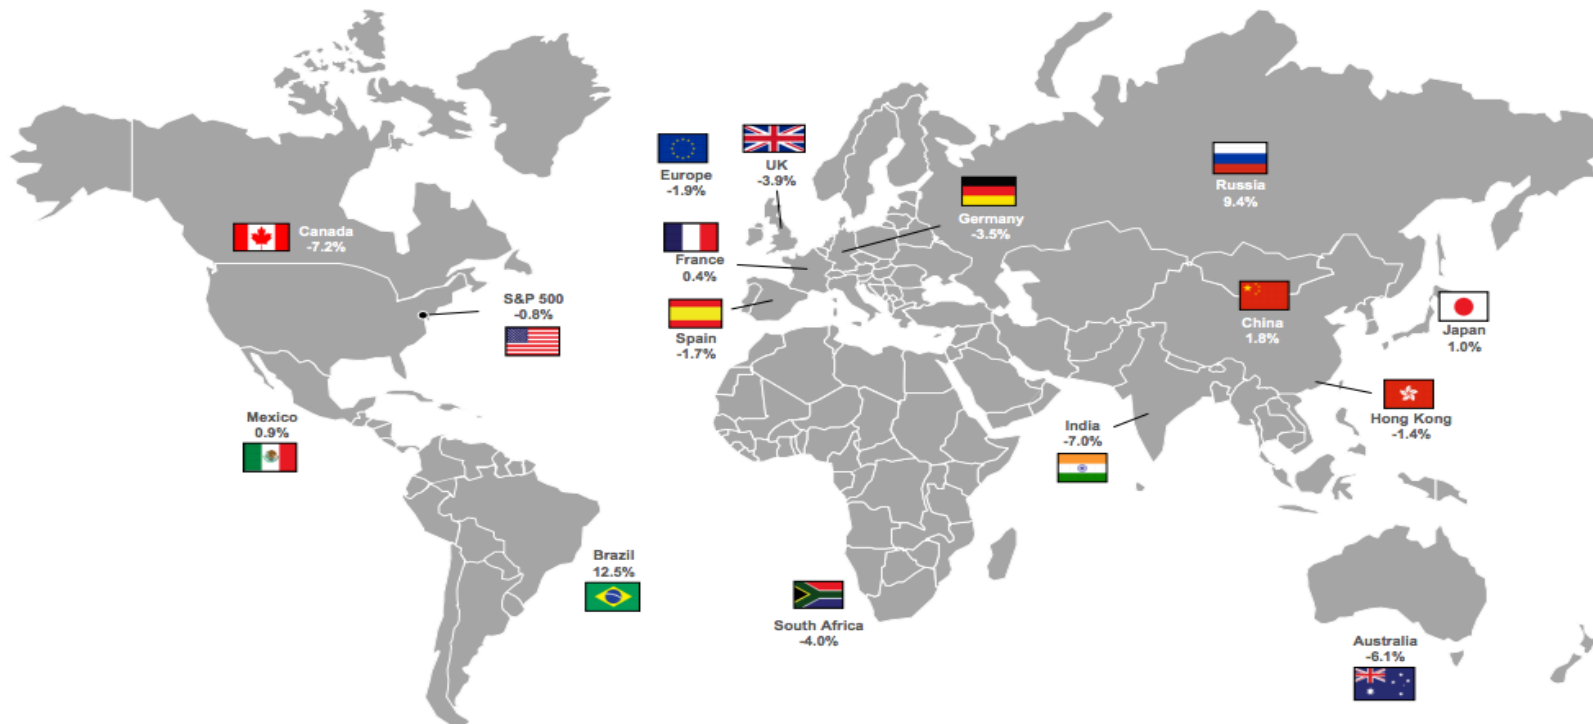 Europe
-1.9%
UK
-3.9%
Russia
9.4%
Germany
-3.5%
Canada
-7.2%
France
0.4%
S&P 500
-0.8%
Spain
-1.7%
China
1.8%
Japan
1.0%
Mexico
0.9%
India
-7.0%
Hong Kong
-1.4%
Brazil
12.5%
South Africa
-4.0%
Australia
-6.1%